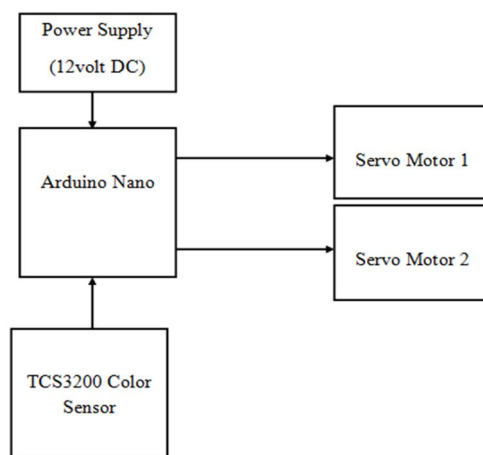 Power Supply
(12volt DC)
Arduino Nano
Servo Motor 1
Servo Motor 2
TCS3200 Color
Sensor